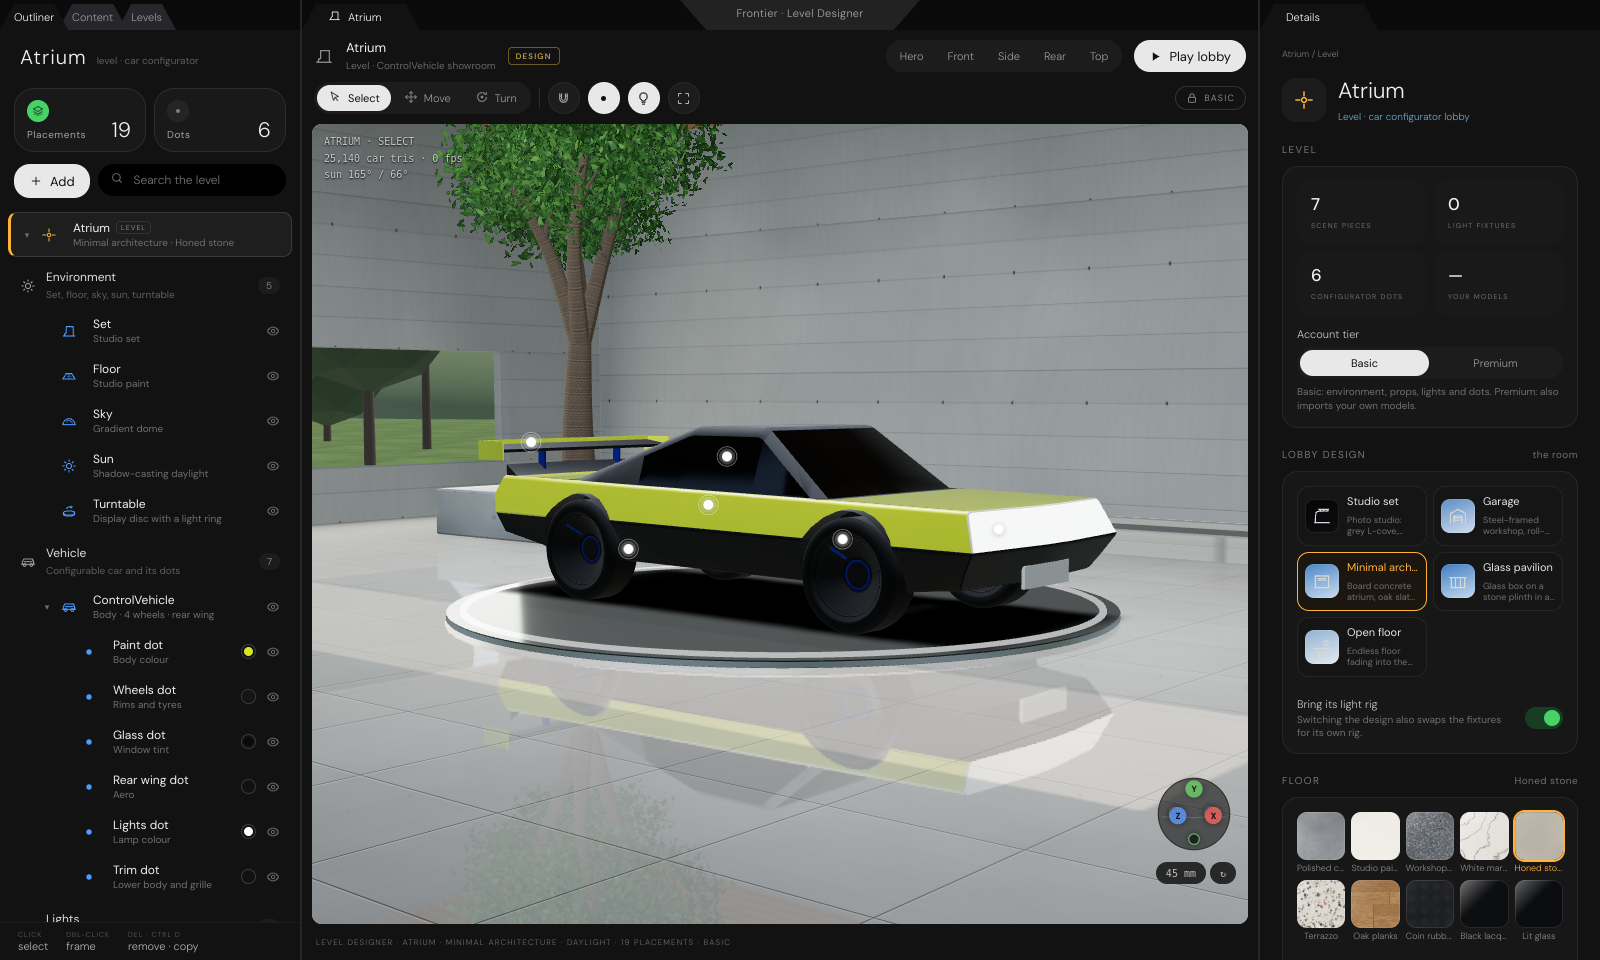 Outliner
Content
Levels
Atrium
level · car configurator
Placements
19
Dots
6
Add
Search the level
Atrium
LEVEL
Minimal architecture · Honed stone
Environment
Set, floor, sky, sun, turntable
5
Set
Studio set
Floor
Studio paint
Sky
Gradient dome
Sun
Shadow-casting daylight
Turntable
Display disc with a light ring
Vehicle
Configurable car and its dots
7
ControlVehicle
Body · 4 wheels · rear wing
Paint dot
Body colour
Wheels dot
Rims and tyres
Glass dot
Window tint
Rear wing dot
Aero
Lights dot
Lamp colour
Trim dot
Lower body and grille
Lights
CLICK
select
DBL-CLICK
frame
DEL · CTRL D
remove · copy
Atrium
Frontier · Level Designer
Atrium
Level · ControlVehicle showroom
DESIGN
Hero
Front
Side
Rear
Top
Play lobby
Select
Move
Turn
BASIC
ATRIUM · SELECT
25,140 car tris · 0 fps
sun 165° / 66°
Y
Z
X
45 mm
LEVEL DESIGNER · ATRIUM · MINIMAL ARCHITECTURE · DAYLIGHT · 19 PLACEMENTS · BASIC
Details
Atrium / Level
Atrium
Level · car configurator lobby
LEVEL
7
SCENE PIECES
0
LIGHT FIXTURES
6
CONFIGURATOR DOTS
—
YOUR MODELS
Account tier
Basic
Premium
Basic: environment, props, lights and dots. Premium: also
imports your own models.
LOBBY DESIGN
the room
Studio set
Photo studio:
grey L-cove,...
Garage
Steel-framed
workshop, roll-...
Minimal arch...
Board concrete
atrium, oak slat...
Glass pavilion
Glass box on a
stone plinth in a...
Open floor
Endless floor
fading into the...
Bring its light rig
Switching the design also swaps the fixtures
for its own rig.
FLOOR
Honed stone
Polished c...
Studio pai...
Workshop...
White mar...
Honed sto...
Terrazzo
Oak planks
Coin rubb...
Black lacq...
Lit glass